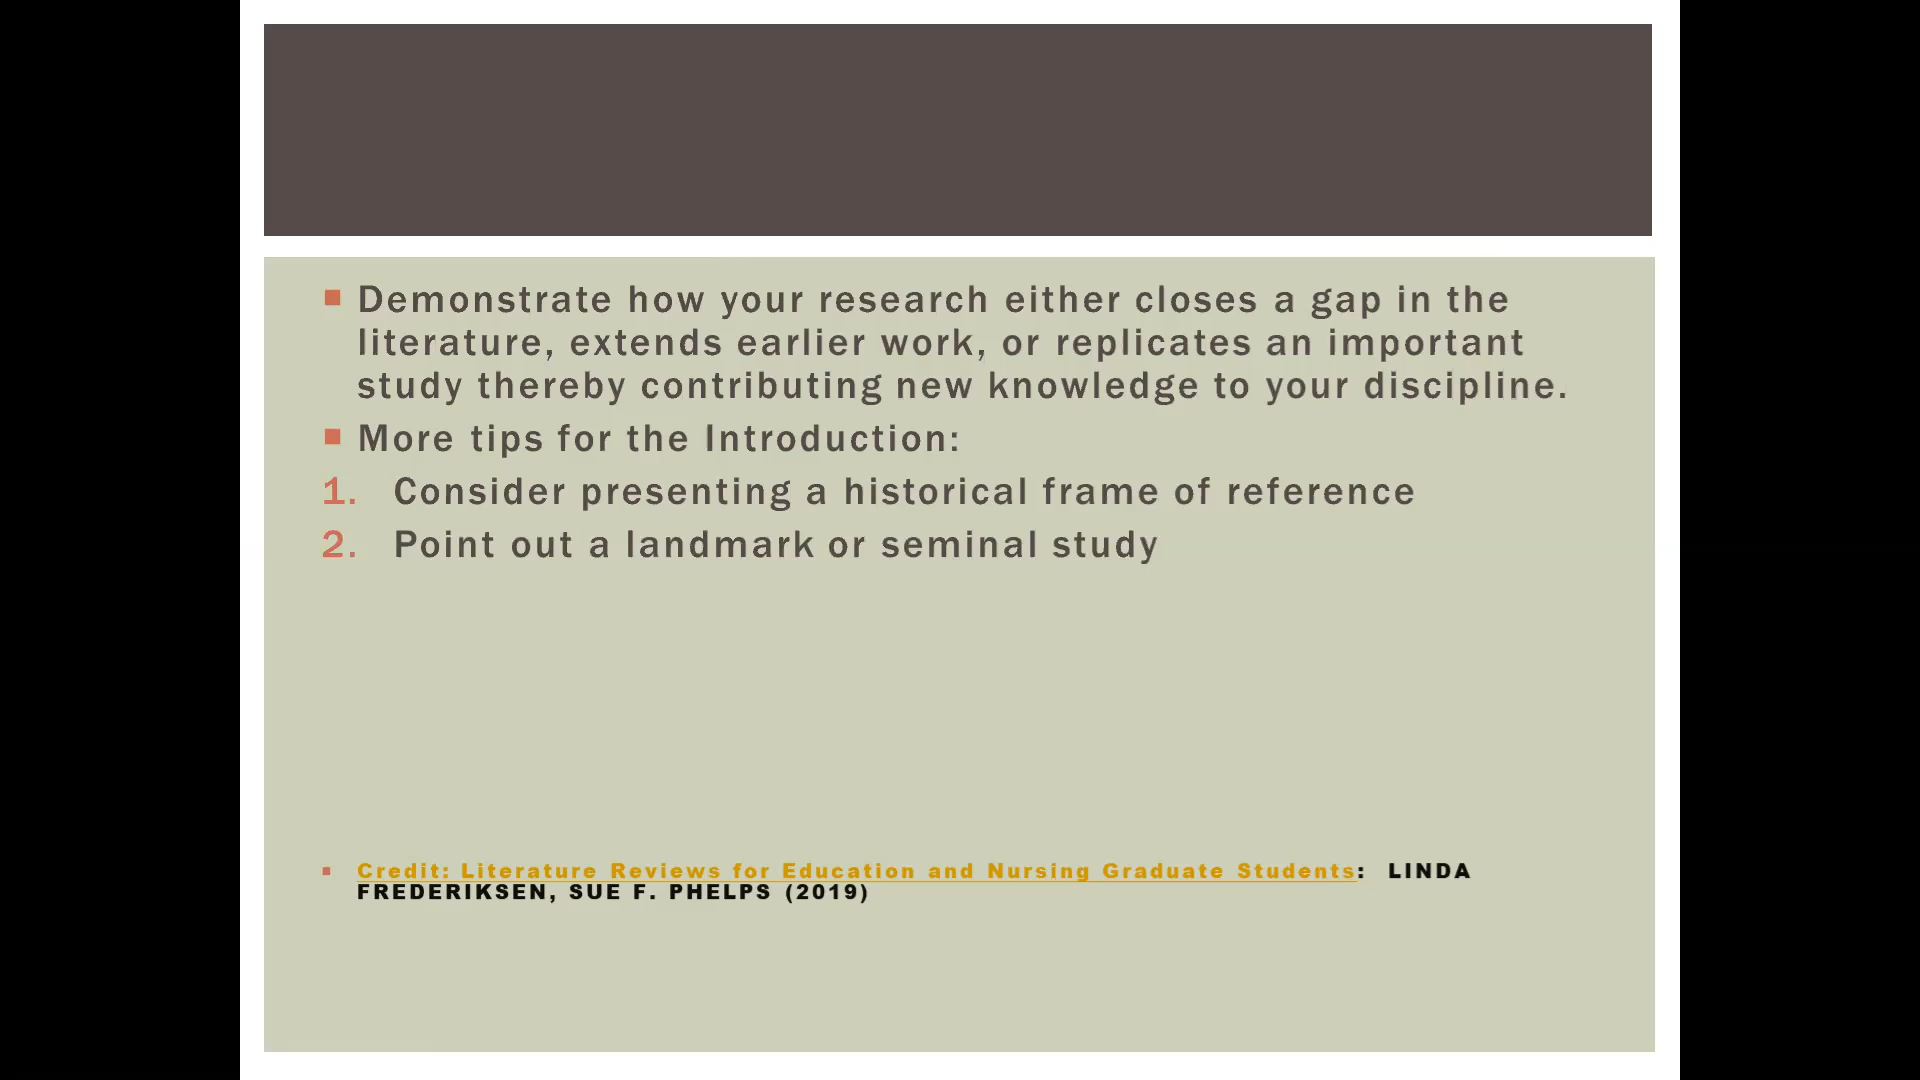 Demonstrate how your research either closes a gap in the
literature, extends earlier work, or replicates an important
study thereby contributing new knowledge to your discipline.
More tips for the Introduction:
1. Consider presenting a historical frame of reference
2. Point out a landmark or seminal study
Credit: Literature Reviews for Education and Nursing Graduate Students: LINDA
FREDERIKSEN, SUE F. PHELPS (2019)